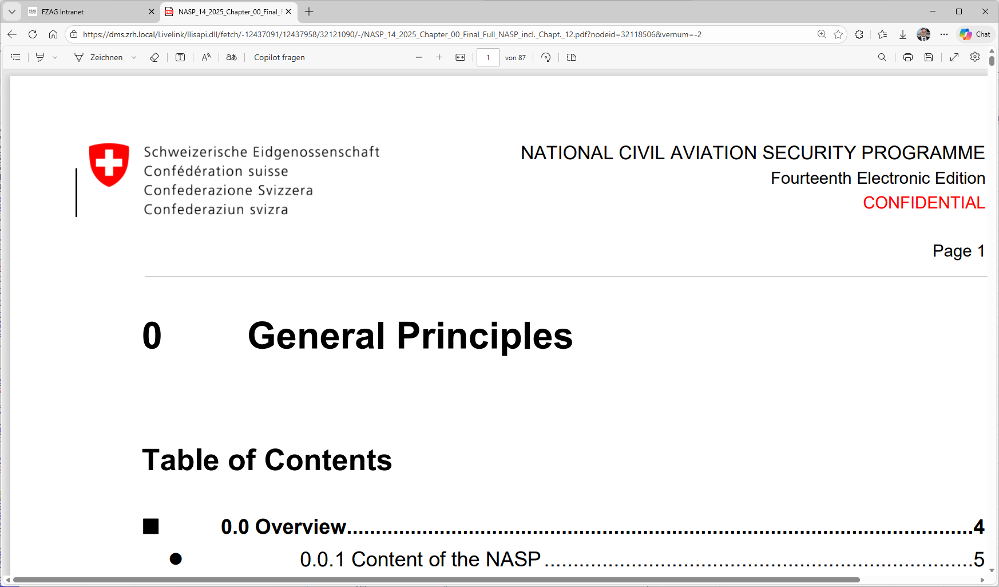 FZAG Intranet
NASP_14_2025_Chapter_00_Final_F
https://dms.zrh.local/Livelink/llisapi.dll/fetch/-12437091/12437958/32121090/-/NASP_14_2025_Chapter_00_Final_Full_NASP_incl._Chapt._12.pdf?nodeid=32118506&vernum=-2
Chat
Zeichnen
Copilot fragen
1 von 87
Schweizerische Eidgenossenschaft
Confédération suisse
Confederazione Svizzera
Confederaziun svizra
NATIONAL CIVIL AVIATION SECURITY PROGRAMME
Fourteenth Electronic Edition
CONFIDENTIAL
Page 1
0 General Principles
Table of Contents
■ 0.0 Overview....................................................................................................4
● 0.0.1 Content of the NASP ..........................................................................5